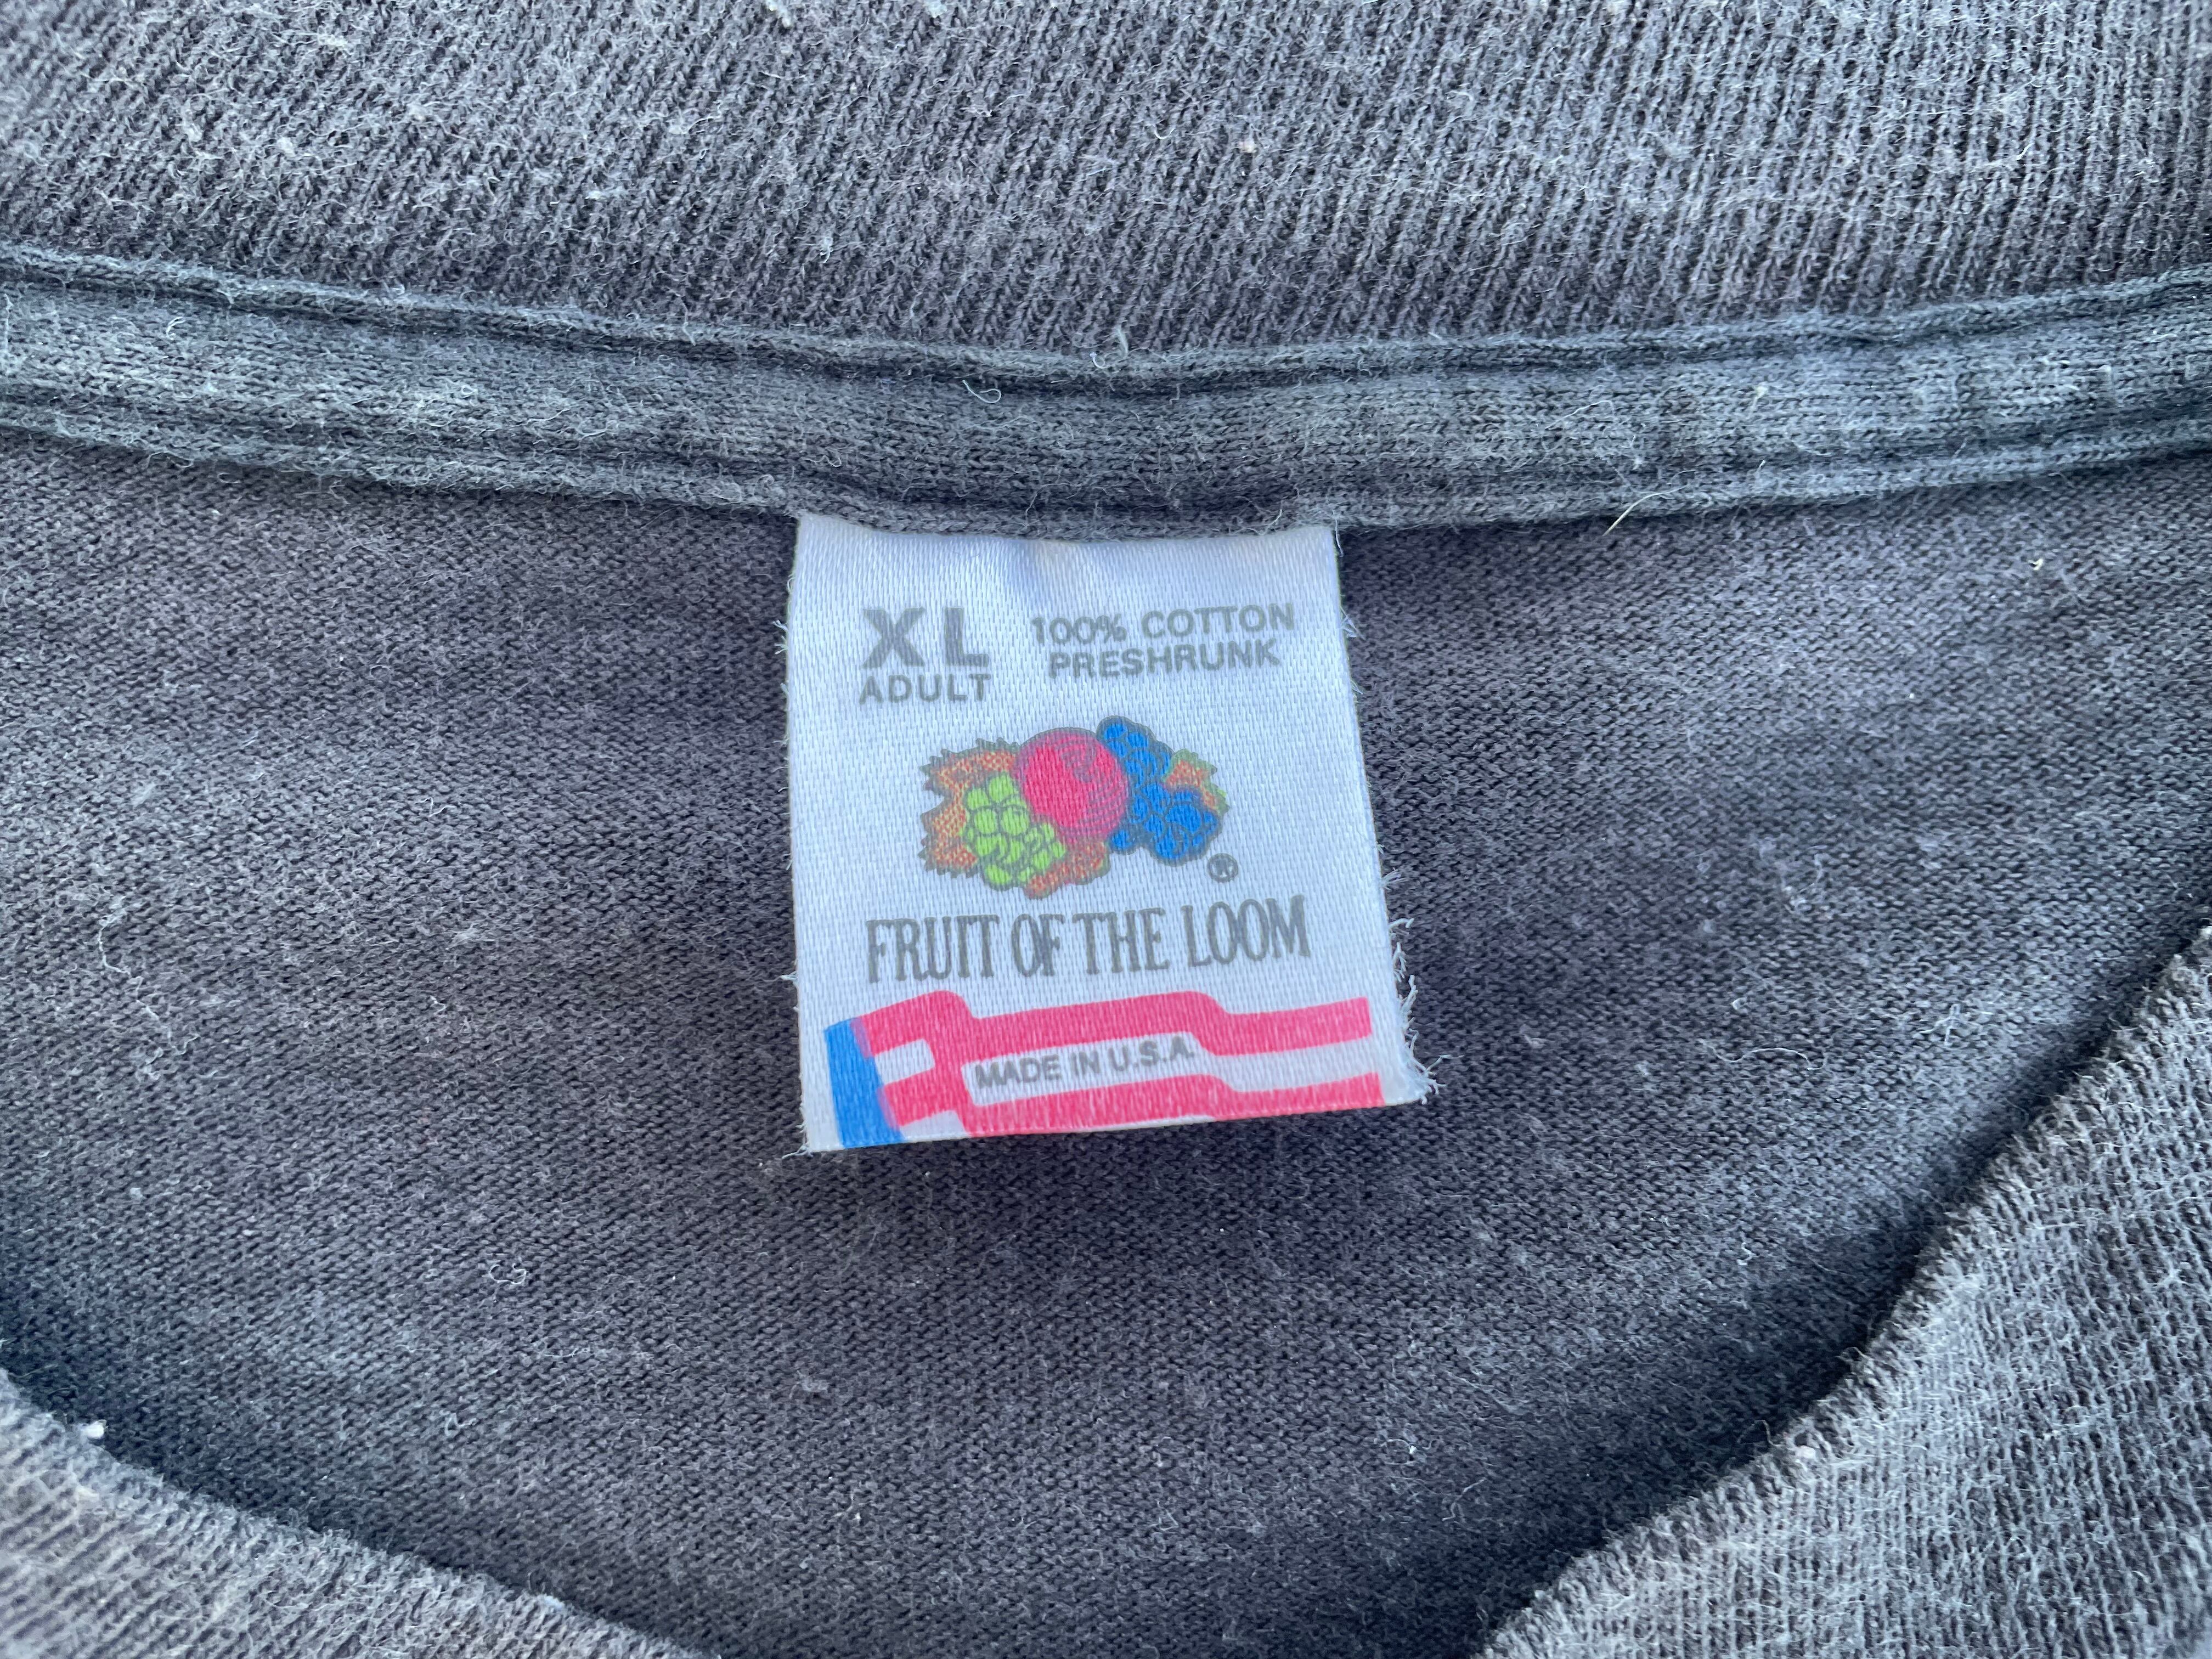 XL
ADULT
100% COTTON
PRESHRUNK
®
FRUIT OF THE LOOM
MADE IN U.S.A.